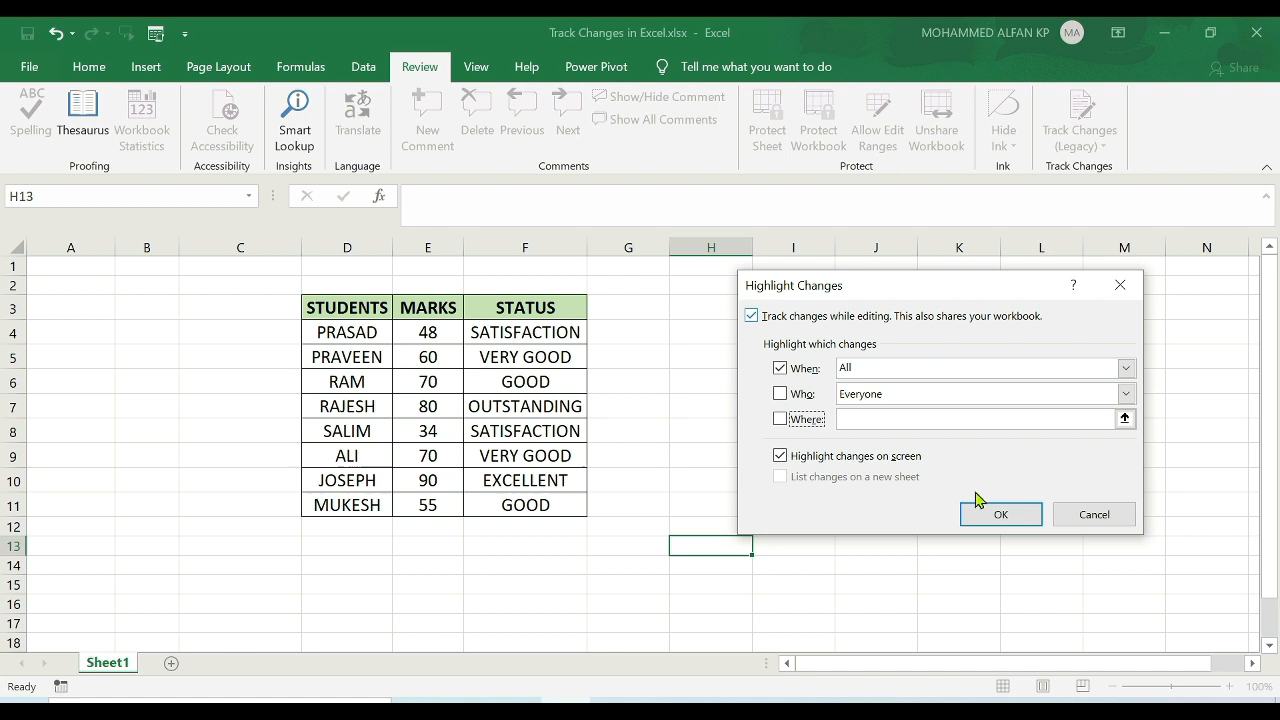 Track Changes in Excel.xlsx - Excel
MOHAMMED ALFAN KP MA
File Home Insert Page Layout Formulas Data Review View Help Power Pivot Tell me what you want to do Share
ABC
123
Spelling Thesaurus Workbook Statistics
Check Accessibility
Smart Lookup
Translate
New Comment
Delete Previous Next
Show/Hide Comment
Show All Comments
Protect Sheet
Protect Workbook
Allow Edit Ranges
Unshare Workbook
Hide Ink
Track Changes (Legacy)
Proofing Accessibility Insights Language Comments Protect Ink Track Changes
H13 fx
A B C D E F G H I J K L M N
1
2
3 STUDENTS MARKS STATUS
4 PRASAD 48 SATISFACTION
5 PRAVEEN 60 VERY GOOD
6 RAM 70 GOOD
7 RAJESH 80 OUTSTANDING
8 SALIM 34 SATISFACTION
9 ALI 70 VERY GOOD
10 JOSEPH 90 EXCELLENT
11 MUKESH 55 GOOD
12
13
14
15
16
17
18
Highlight Changes ?
Track changes while editing. This also shares your workbook.
Highlight which changes
When: All
Who: Everyone
Where:
Highlight changes on screen
List changes on a new sheet
OK Cancel
Sheet1
Ready 100%